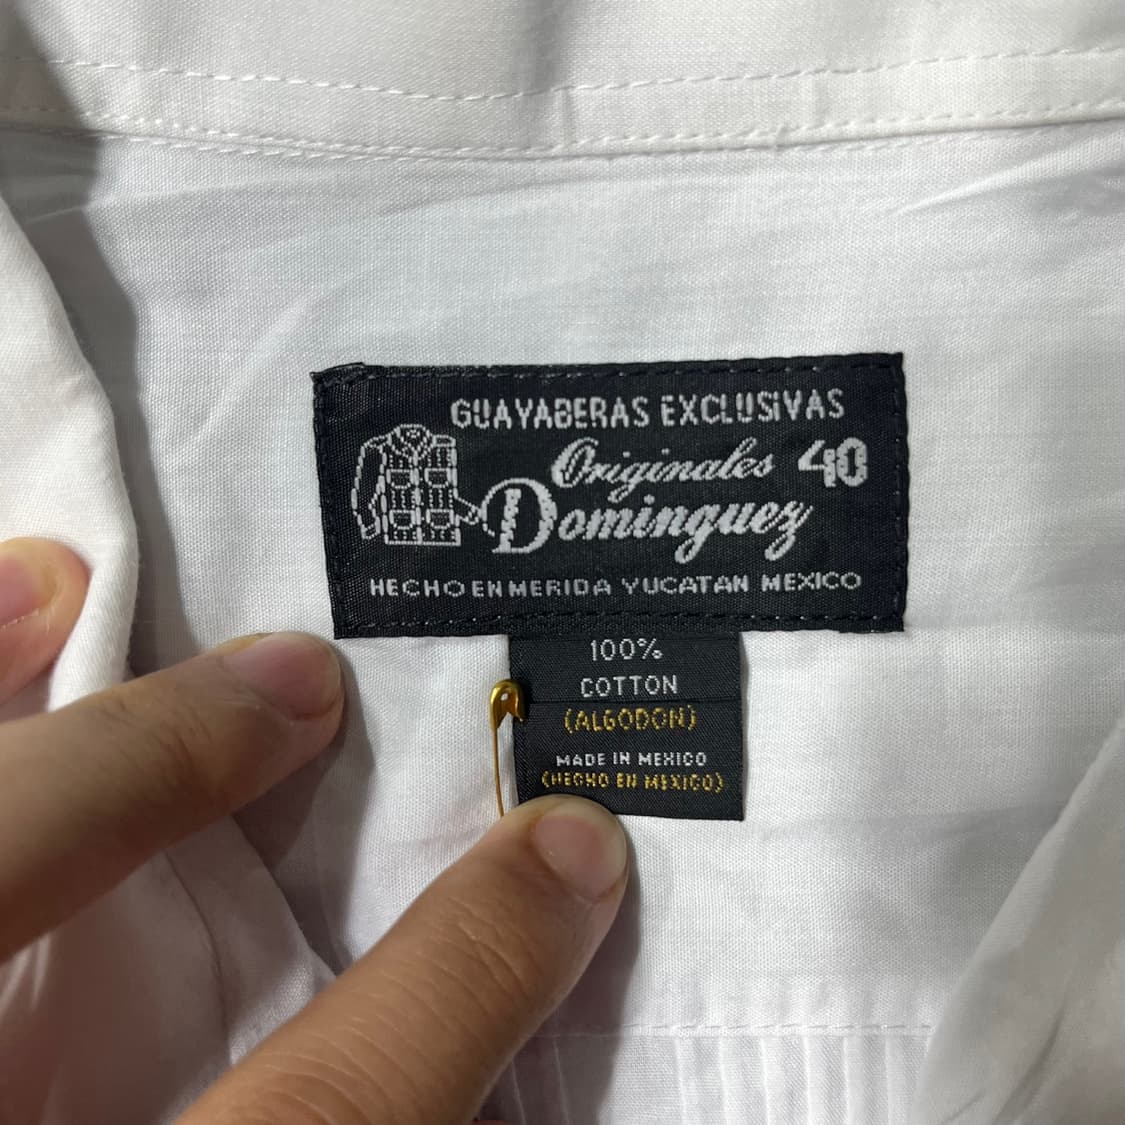 GUAYABERAS EXCLUSIVAS
Originales 40
Dominguez
HECHO EN MERIDA YUCATAN MEXICO
100%
COTTON
(ALGODON)
MADE IN MEXICO
(HECHO EN MEXICO)